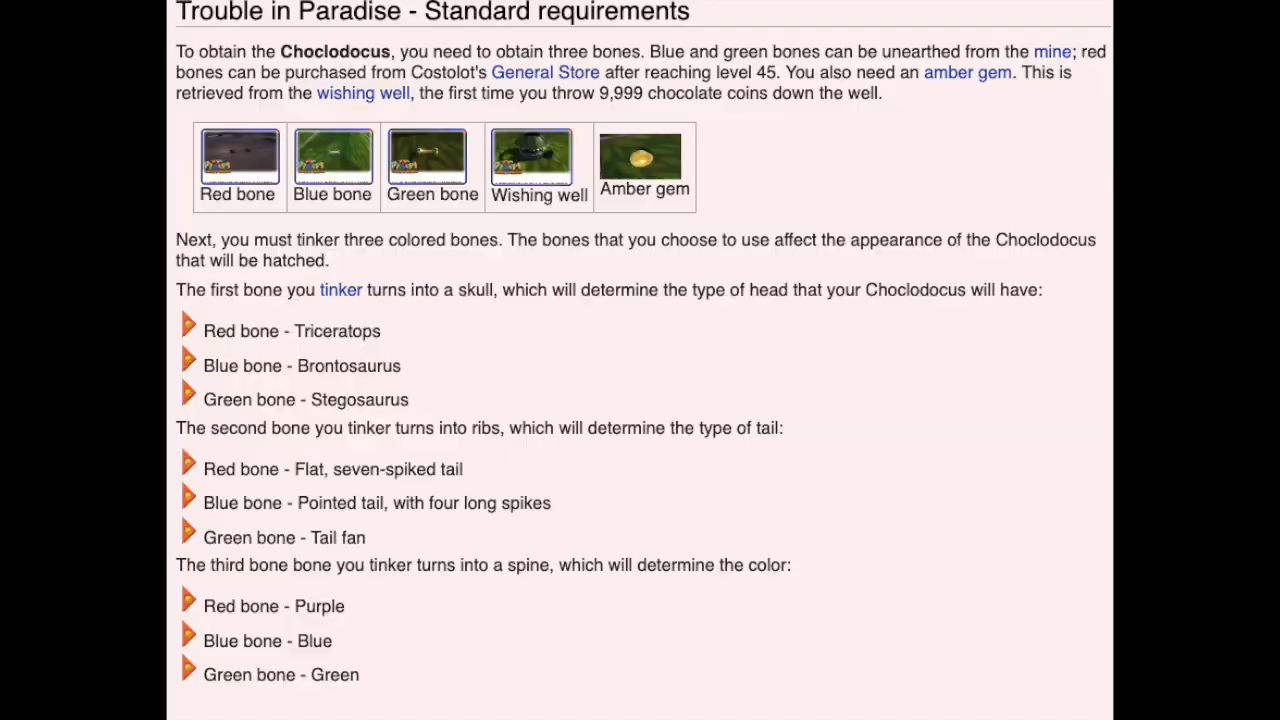 Trouble in Paradise - Standard requirements
To obtain the Choclodocus, you need to obtain three bones. Blue and green bones can be unearthed from the mine; red
bones can be purchased from Costolot's General Store after reaching level 45. You also need an amber gem. This is
retrieved from the wishing well, the first time you throw 9,999 chocolate coins down the well.
Red bone
Blue bone
Green bone
Wishing well
Amber gem
Next, you must tinker three colored bones. The bones that you choose to use affect the appearance of the Choclodocus
that will be hatched.
The first bone you tinker turns into a skull, which will determine the type of head that your Choclodocus will have:
Red bone - Triceratops
Blue bone - Brontosaurus
Green bone - Stegosaurus
The second bone you tinker turns into ribs, which will determine the type of tail:
Red bone - Flat, seven-spiked tail
Blue bone - Pointed tail, with four long spikes
Green bone - Tail fan
The third bone bone you tinker turns into a spine, which will determine the color:
Red bone - Purple
Blue bone - Blue
Green bone - Green